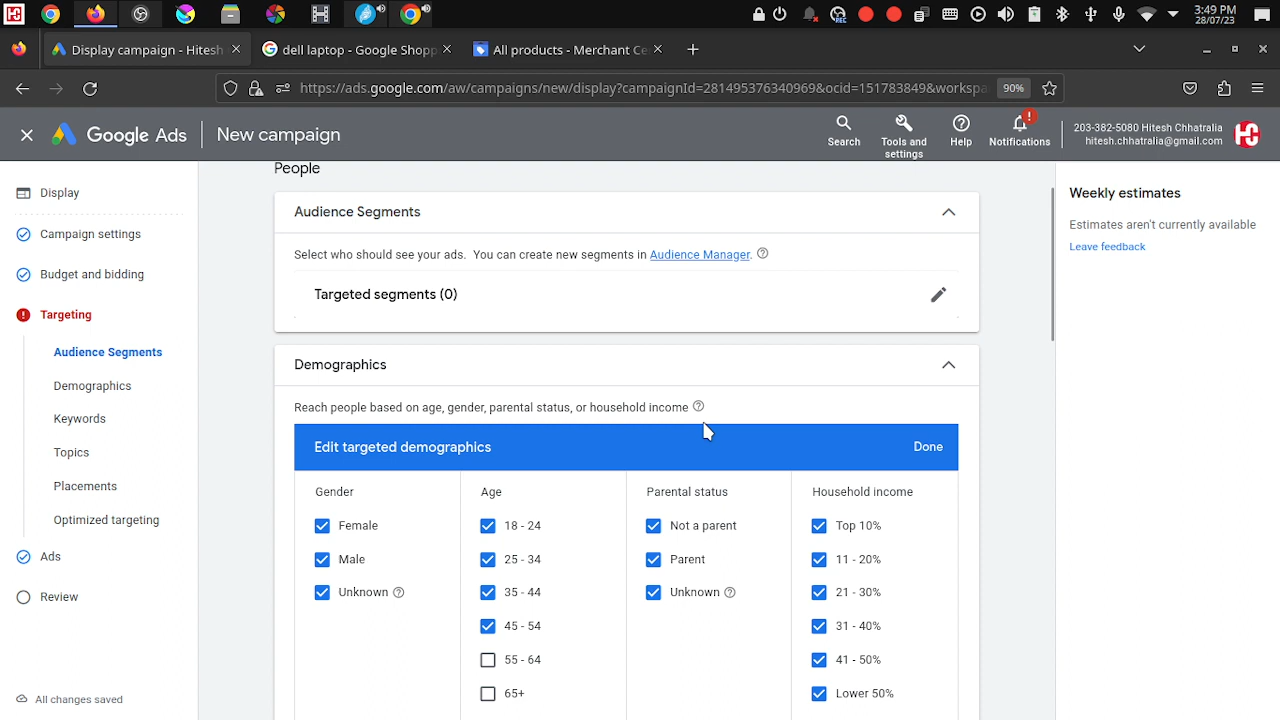 3:49 PM
28/07/23
REC
Display campaign - Hitesh
dell laptop - Google Shopp
All products - Merchant Ce
https://ads.google.com/aw/campaigns/new/display?campaignId=281495376340969&ocid=151783849&workspa
90%
Google Ads
New campaign
Search
Tools and settings
Help
Notifications
203-382-5080 Hitesh Chhatralia
hitesh.chhatralia@gmail.com
Display
Campaign settings
Budget and bidding
Targeting
Audience Segments
Demographics
Keywords
Topics
Placements
Optimized targeting
Ads
Review
All changes saved
People
Audience Segments
Select who should see your ads. You can create new segments in Audience Manager.
Targeted segments (0)
Demographics
Reach people based on age, gender, parental status, or household income
Edit targeted demographics
Done
Gender
Female
Male
Unknown
Age
18 - 24
25 - 34
35 - 44
45 - 54
55 - 64
65+
Parental status
Not a parent
Parent
Unknown
Household income
Top 10%
11 - 20%
21 - 30%
31 - 40%
41 - 50%
Lower 50%
Weekly estimates
Estimates aren't currently available
Leave feedback